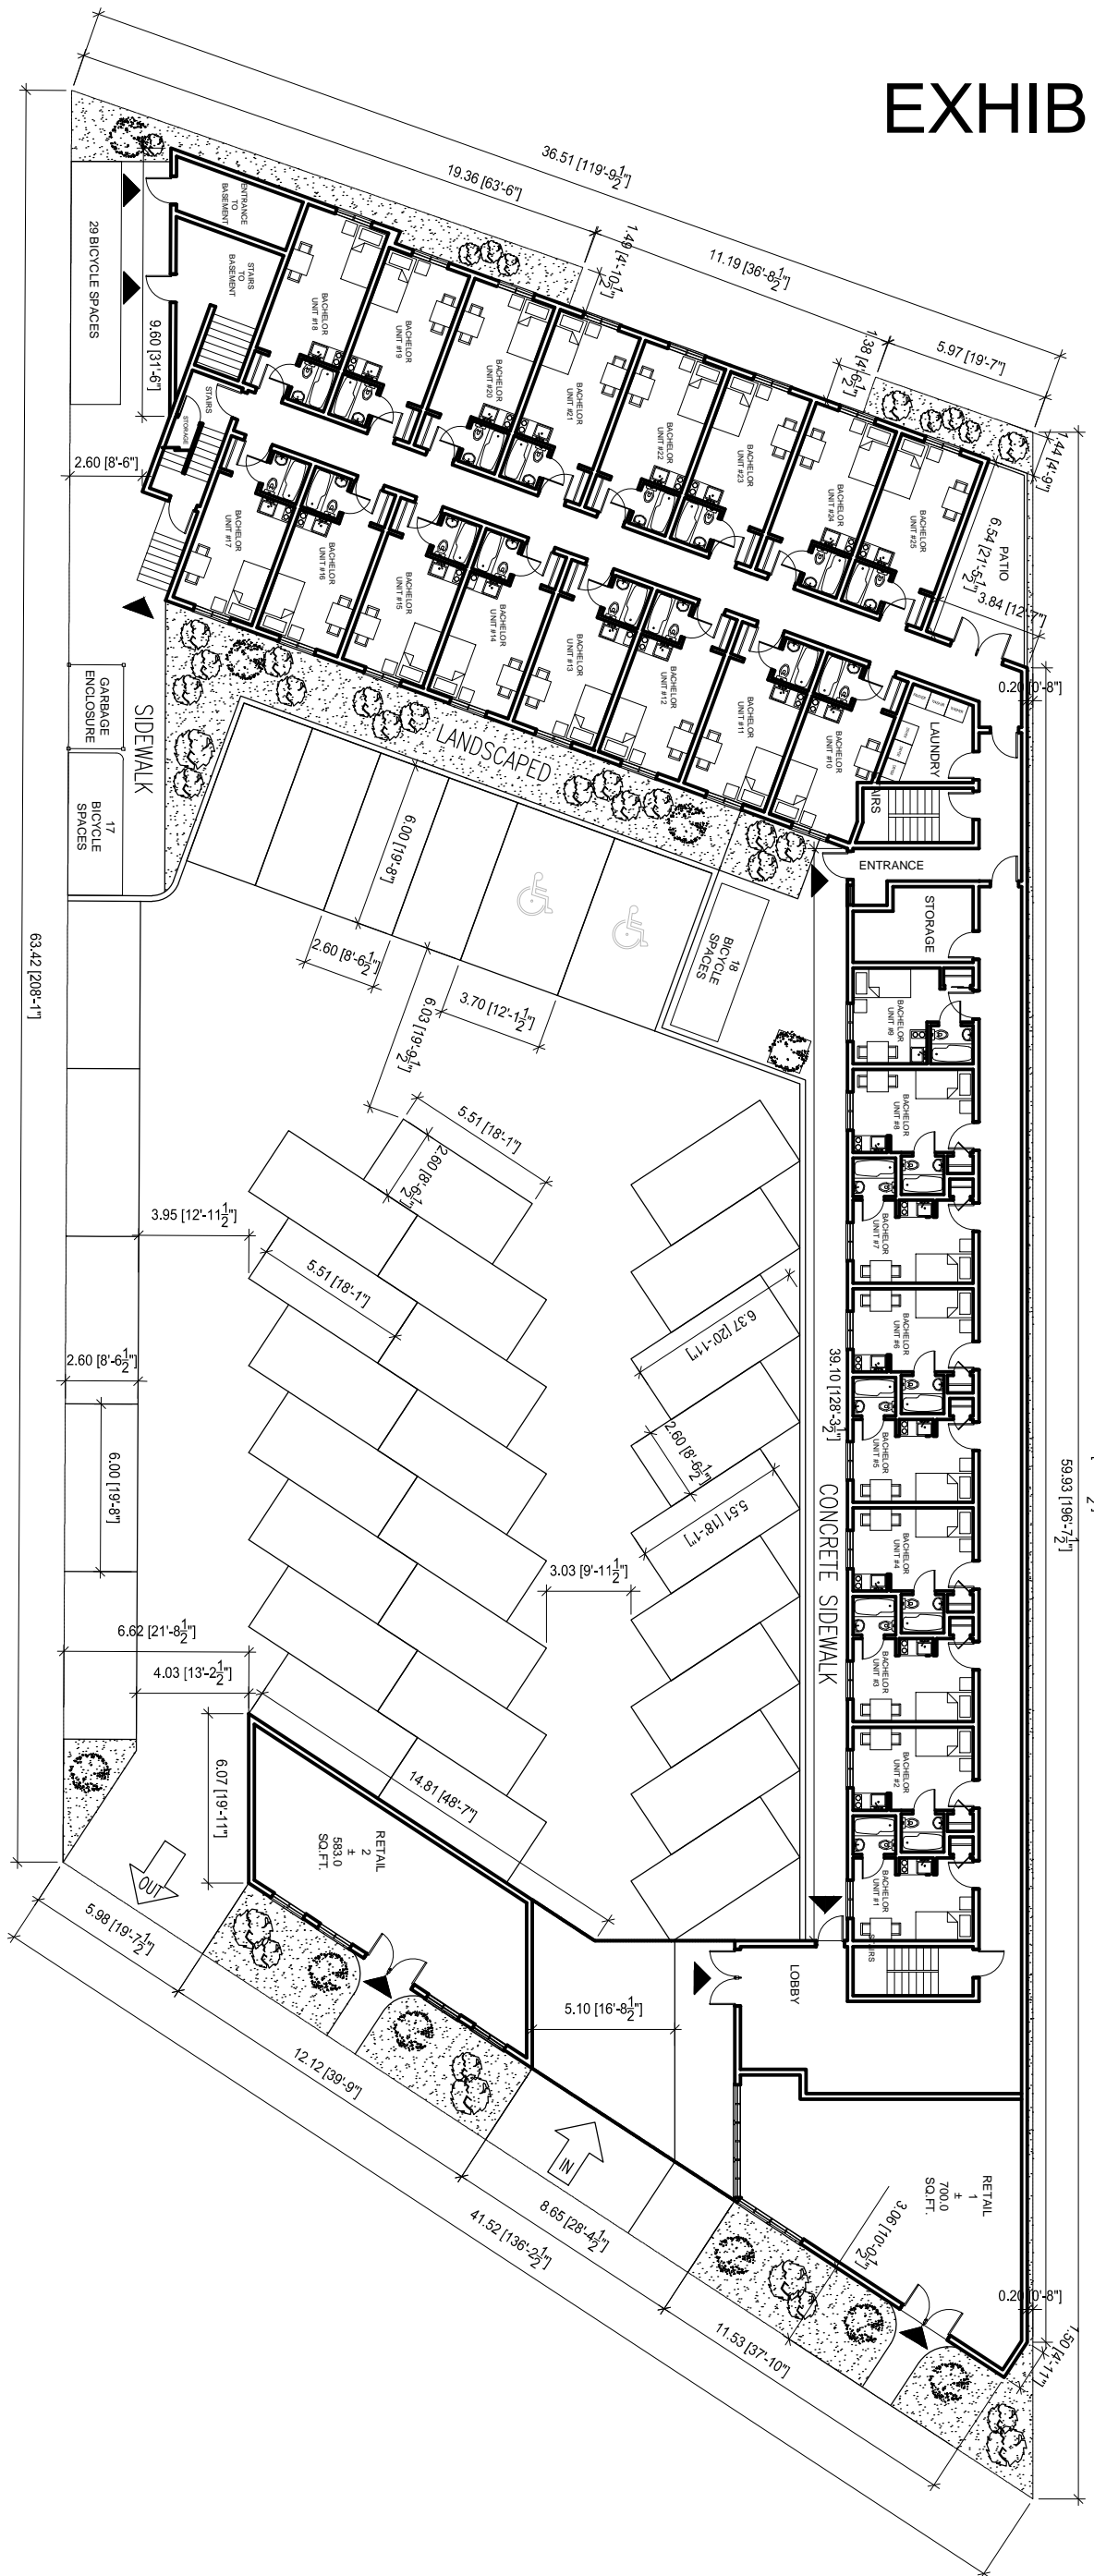 EXHIB
36.51 [119'-9 1/2"]
19.36 [63'-6"]
1.49 [4'-10 1/2"]
11.19 [36'-8 1/2"]
1.38 [4'-6 1/2"]
5.97 [19'-7"]
1.44 [4'-9"]
29 BICYCLE SPACES
ENTRANCE
TO
BASEMENT
STAIRS
TO
BASEMENT
9.60 [31'-6"]
STAIRS
STORAGE
2.60 [8'-6"]
BACHELOR
UNIT #18
BACHELOR
UNIT #19
BACHELOR
UNIT #20
BACHELOR
UNIT #21
BACHELOR
UNIT #22
BACHELOR
UNIT #23
BACHELOR
UNIT #24
BACHELOR
UNIT #25
PATIO
6.54 [21'-5 1/2"]
3.84 [12'-7"]
0.20 [0'-8"]
BACHELOR
UNIT #17
BACHELOR
UNIT #16
BACHELOR
UNIT #15
BACHELOR
UNIT #14
BACHELOR
UNIT #13
BACHELOR
UNIT #12
BACHELOR
UNIT #11
BACHELOR
UNIT #10
LAUNDRY
STAIRS
GARBAGE
ENCLOSURE
SIDEWALK
LANDSCAPED
17
BICYCLE
SPACES
6.00 [19'-8"]
2.60 [8'-6 1/2"]
3.70 [12'-1 1/2"]
6.03 [19'-9 1/2"]
18
BICYCLE
SPACES
ENTRANCE
STORAGE
63.42 [208'-1"]
BACHELOR
UNIT #9
BACHELOR
UNIT #8
BACHELOR
UNIT #7
BACHELOR
UNIT #6
BACHELOR
UNIT #5
BACHELOR
UNIT #4
BACHELOR
UNIT #3
BACHELOR
UNIT #2
BACHELOR
UNIT #1
5.51 [18'-1"]
2.60 [8'-6 1/2"]
3.95 [12'-11 1/2"]
5.51 [18'-1"]
6.37 [20'-11"]
39.10 [128'-3 1/2"]
2.60 [8'-6 1/2"]
2.60 [8'-6 1/2"]
5.51 [18'-1"]
6.00 [19'-8"]
CONCRETE SIDEWALK
59.93 [196'-7 1/2"]
3.03 [9'-11 1/2"]
6.62 [21'-8 1/2"]
4.03 [13'-2 1/2"]
6.07 [19'-11"]
14.81 [48'-7"]
RETAIL
2
±
583.0
SQ.FT.
OUT
5.98 [19'-7 1/2"]
STAIRS
LOBBY
5.10 [16'-8 1/2"]
12.12 [39'-9"]
IN
8.65 [28'-4 1/2"]
41.52 [136'-2 1/2"]
RETAIL
1
±
700.0
SQ.FT.
3.06 [10'-0 1/2"]
0.20 [0'-8"]
11.53 [37'-10"]
1.50 [4'-11"]